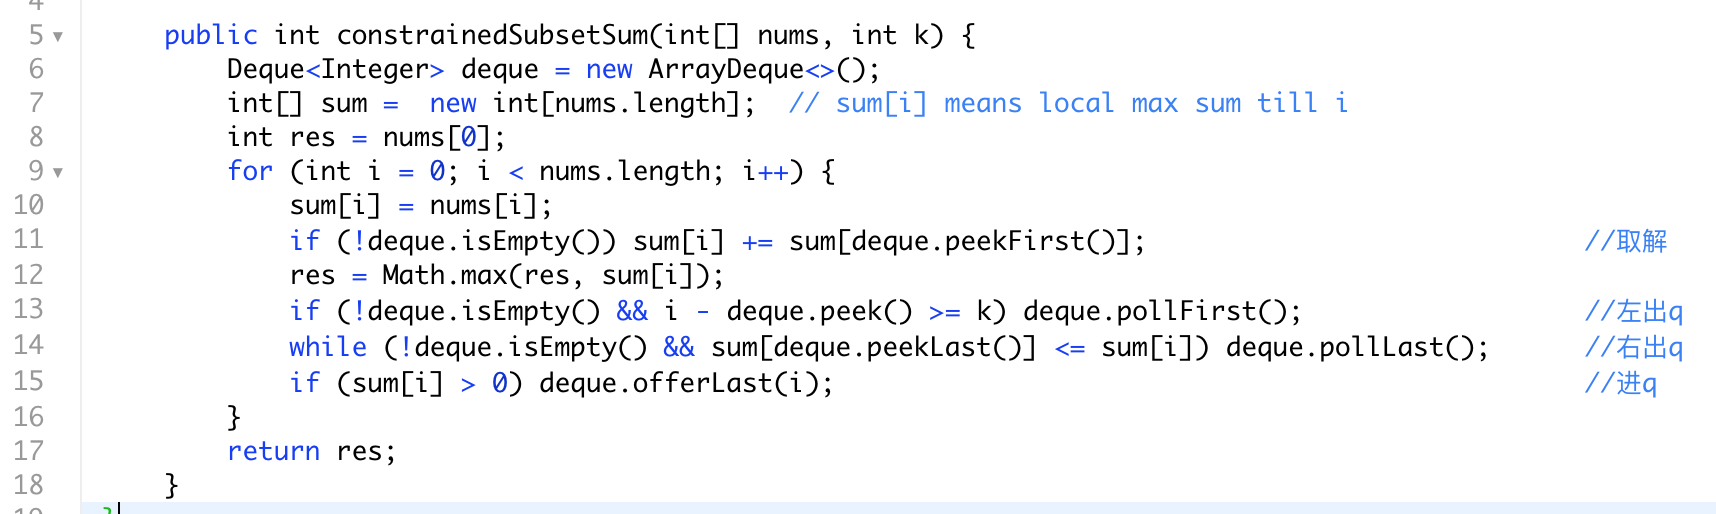 5 public int constrainedSubsetSum(int[] nums, int k) {
6 Deque<Integer> deque = new ArrayDeque<>();
7 int[] sum =  new int[nums.length];  // sum[i] means local max sum till i
8 int res = nums[0];
9 for (int i = 0; i < nums.length; i++) {
10 sum[i] = nums[i];
11 if (!deque.isEmpty()) sum[i] += sum[deque.peekFirst()]; //取解
12 res = Math.max(res, sum[i]);
13 if (!deque.isEmpty() && i - deque.peek() >= k) deque.pollFirst(); //左出q
14 while (!deque.isEmpty() && sum[deque.peekLast()] <= sum[i]) deque.pollLast(); //右出q
15 if (sum[i] > 0) deque.offerLast(i); //进q
16 }
17 return res;
18 }